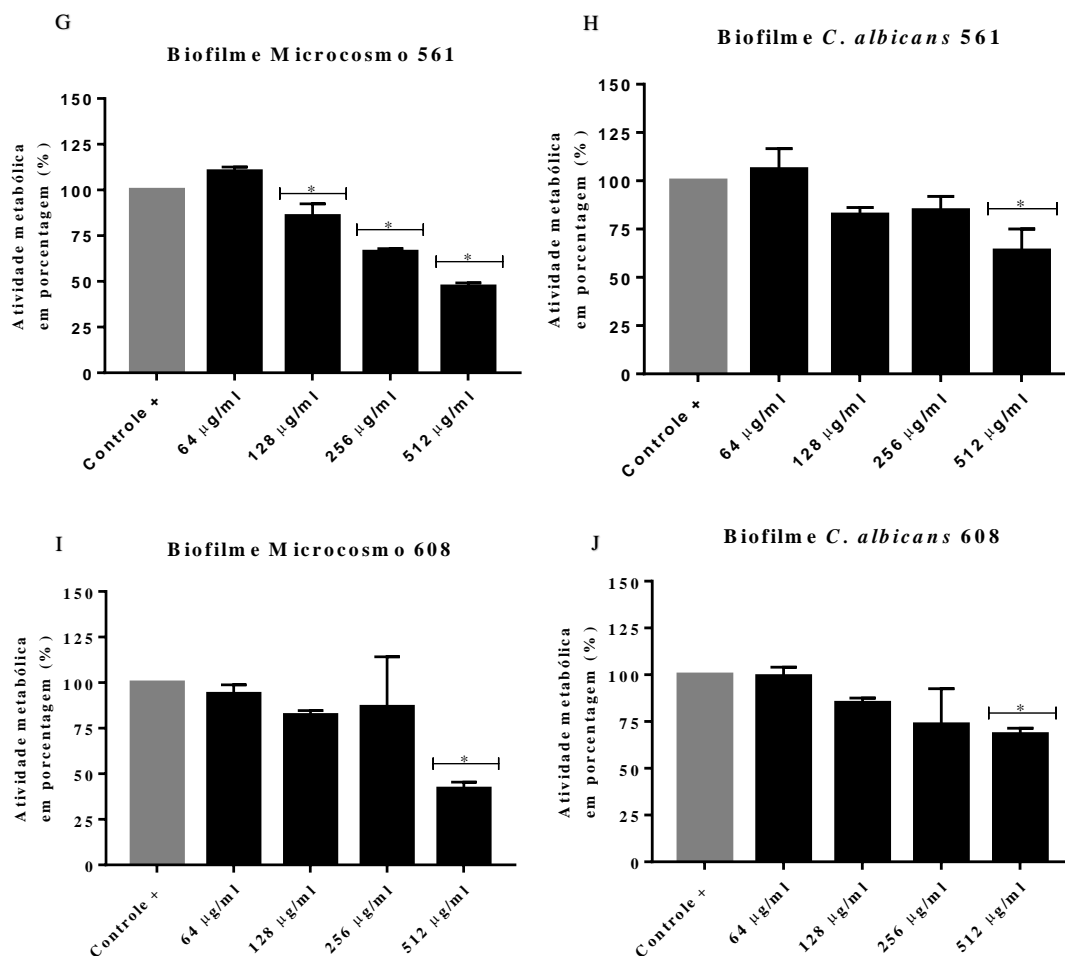 G
Biofilme Microcosmo 561
Atividade metabólica
em porcentagem (%)
150
125
100
75
50
25
0
*
*
*
Controle +
64 µg/ml
128 µg/ml
256 µg/ml
512 µg/ml
H
Biofilme C. albicans 561
Atividade metabólica
em porcentagem (%)
150
125
100
75
50
25
0
*
Controle +
64 µg/ml
128 µg/ml
256 µg/ml
512 µg/ml
I
Biofilme Microcosmo 608
Atividade metabólica
em porcentagem (%)
150
125
100
75
50
25
0
*
Controle +
64 µg/ml
128 µg/ml
256 µg/ml
512 µg/ml
J
Biofilme C. albicans 608
Atividade metabólica
em porcentagem (%)
150
125
100
75
50
25
0
*
Controle +
64 µg/ml
128 µg/ml
256 µg/ml
512 µg/ml